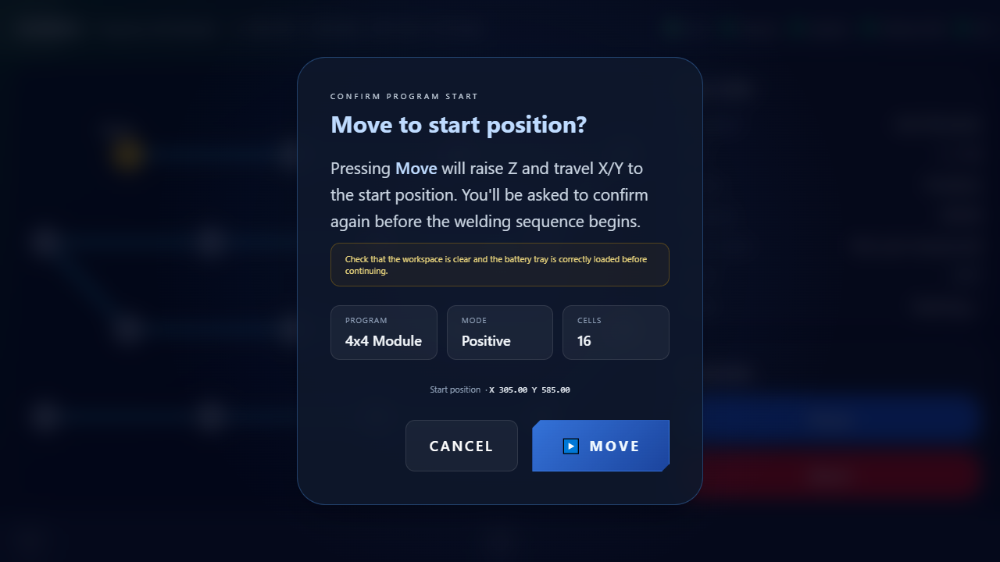 CONFIRM PROGRAM START
Move to start position?
Pressing Move will raise Z and travel X/Y to
the start position. You'll be asked to confirm
again before the welding sequence begins.
Check that the workspace is clear and the battery tray is correctly loaded before
continuing.
PROGRAM
4x4 Module
MODE
Positive
CELLS
16
Start position · X 305.00 Y 585.00
CANCEL
MOVE